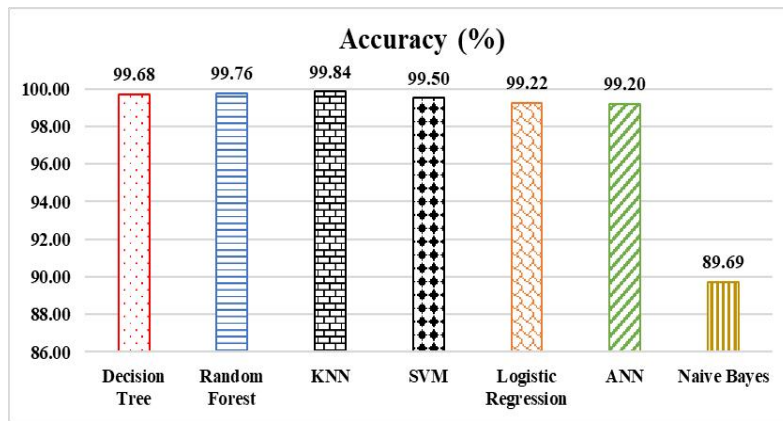 Accuracy (%)
99.68 99.76 99.84 99.50 99.22 99.20 89.69
100.00
98.00
96.00
94.00
92.00
90.00
88.00
86.00
Decision Tree
Random Forest
KNN
SVM
Logistic Regression
ANN
Naive Bayes